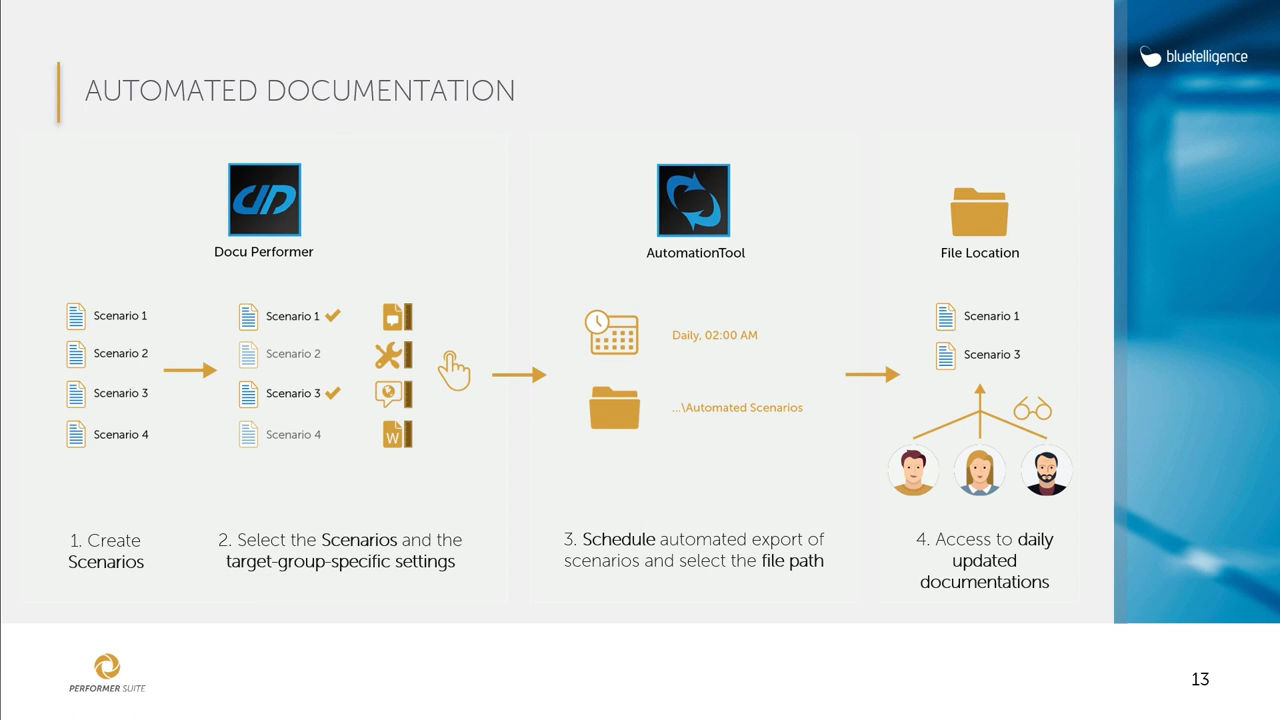 bluetelligence
AUTOMATED DOCUMENTATION
Docu Performer
AutomationTool
File Location
Scenario 1
Scenario 2
Scenario 3
Scenario 4
Scenario 1
Scenario 2
Scenario 3
Scenario 4
W
Daily, 02:00 AM
...\Automated Scenarios
Scenario 1
Scenario 3
1. Create
Scenarios
2. Select the Scenarios and the
target-group-specific settings
3. Schedule automated export of
scenarios and select the file path
4. Access to daily
updated
documentations
PERFORMER SUITE
13